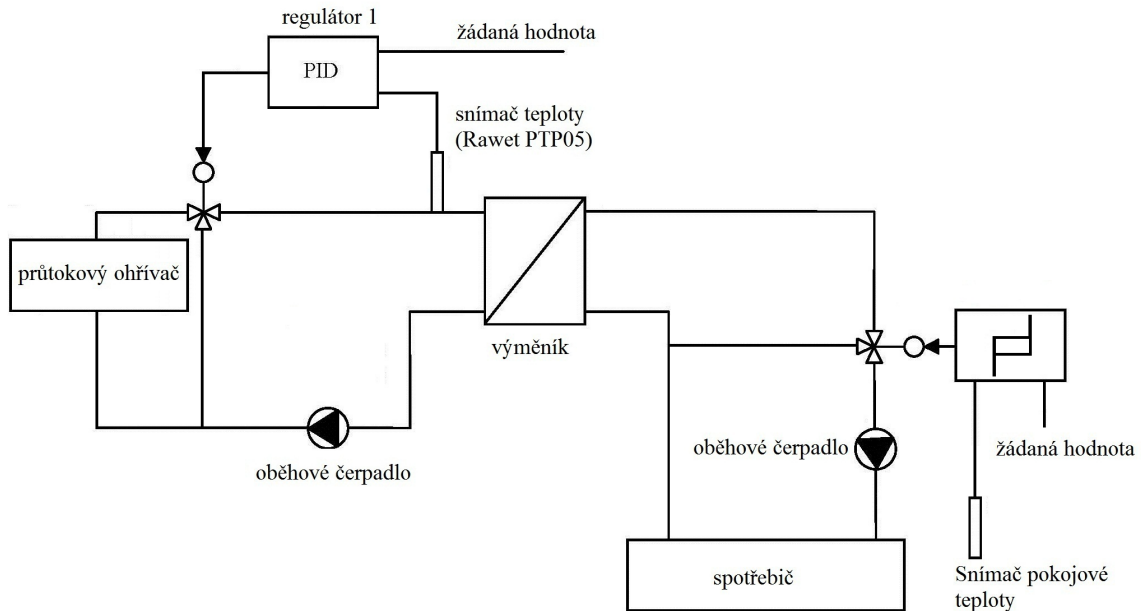 regulátor 1
žádaná hodnota
PID
snímač teploty
(Rawet PTP05)
průtokový ohřívač
výměník
oběhové čerpadlo
oběhové čerpadlo
žádaná hodnota
spotřebič
Snímač pokojové
teploty